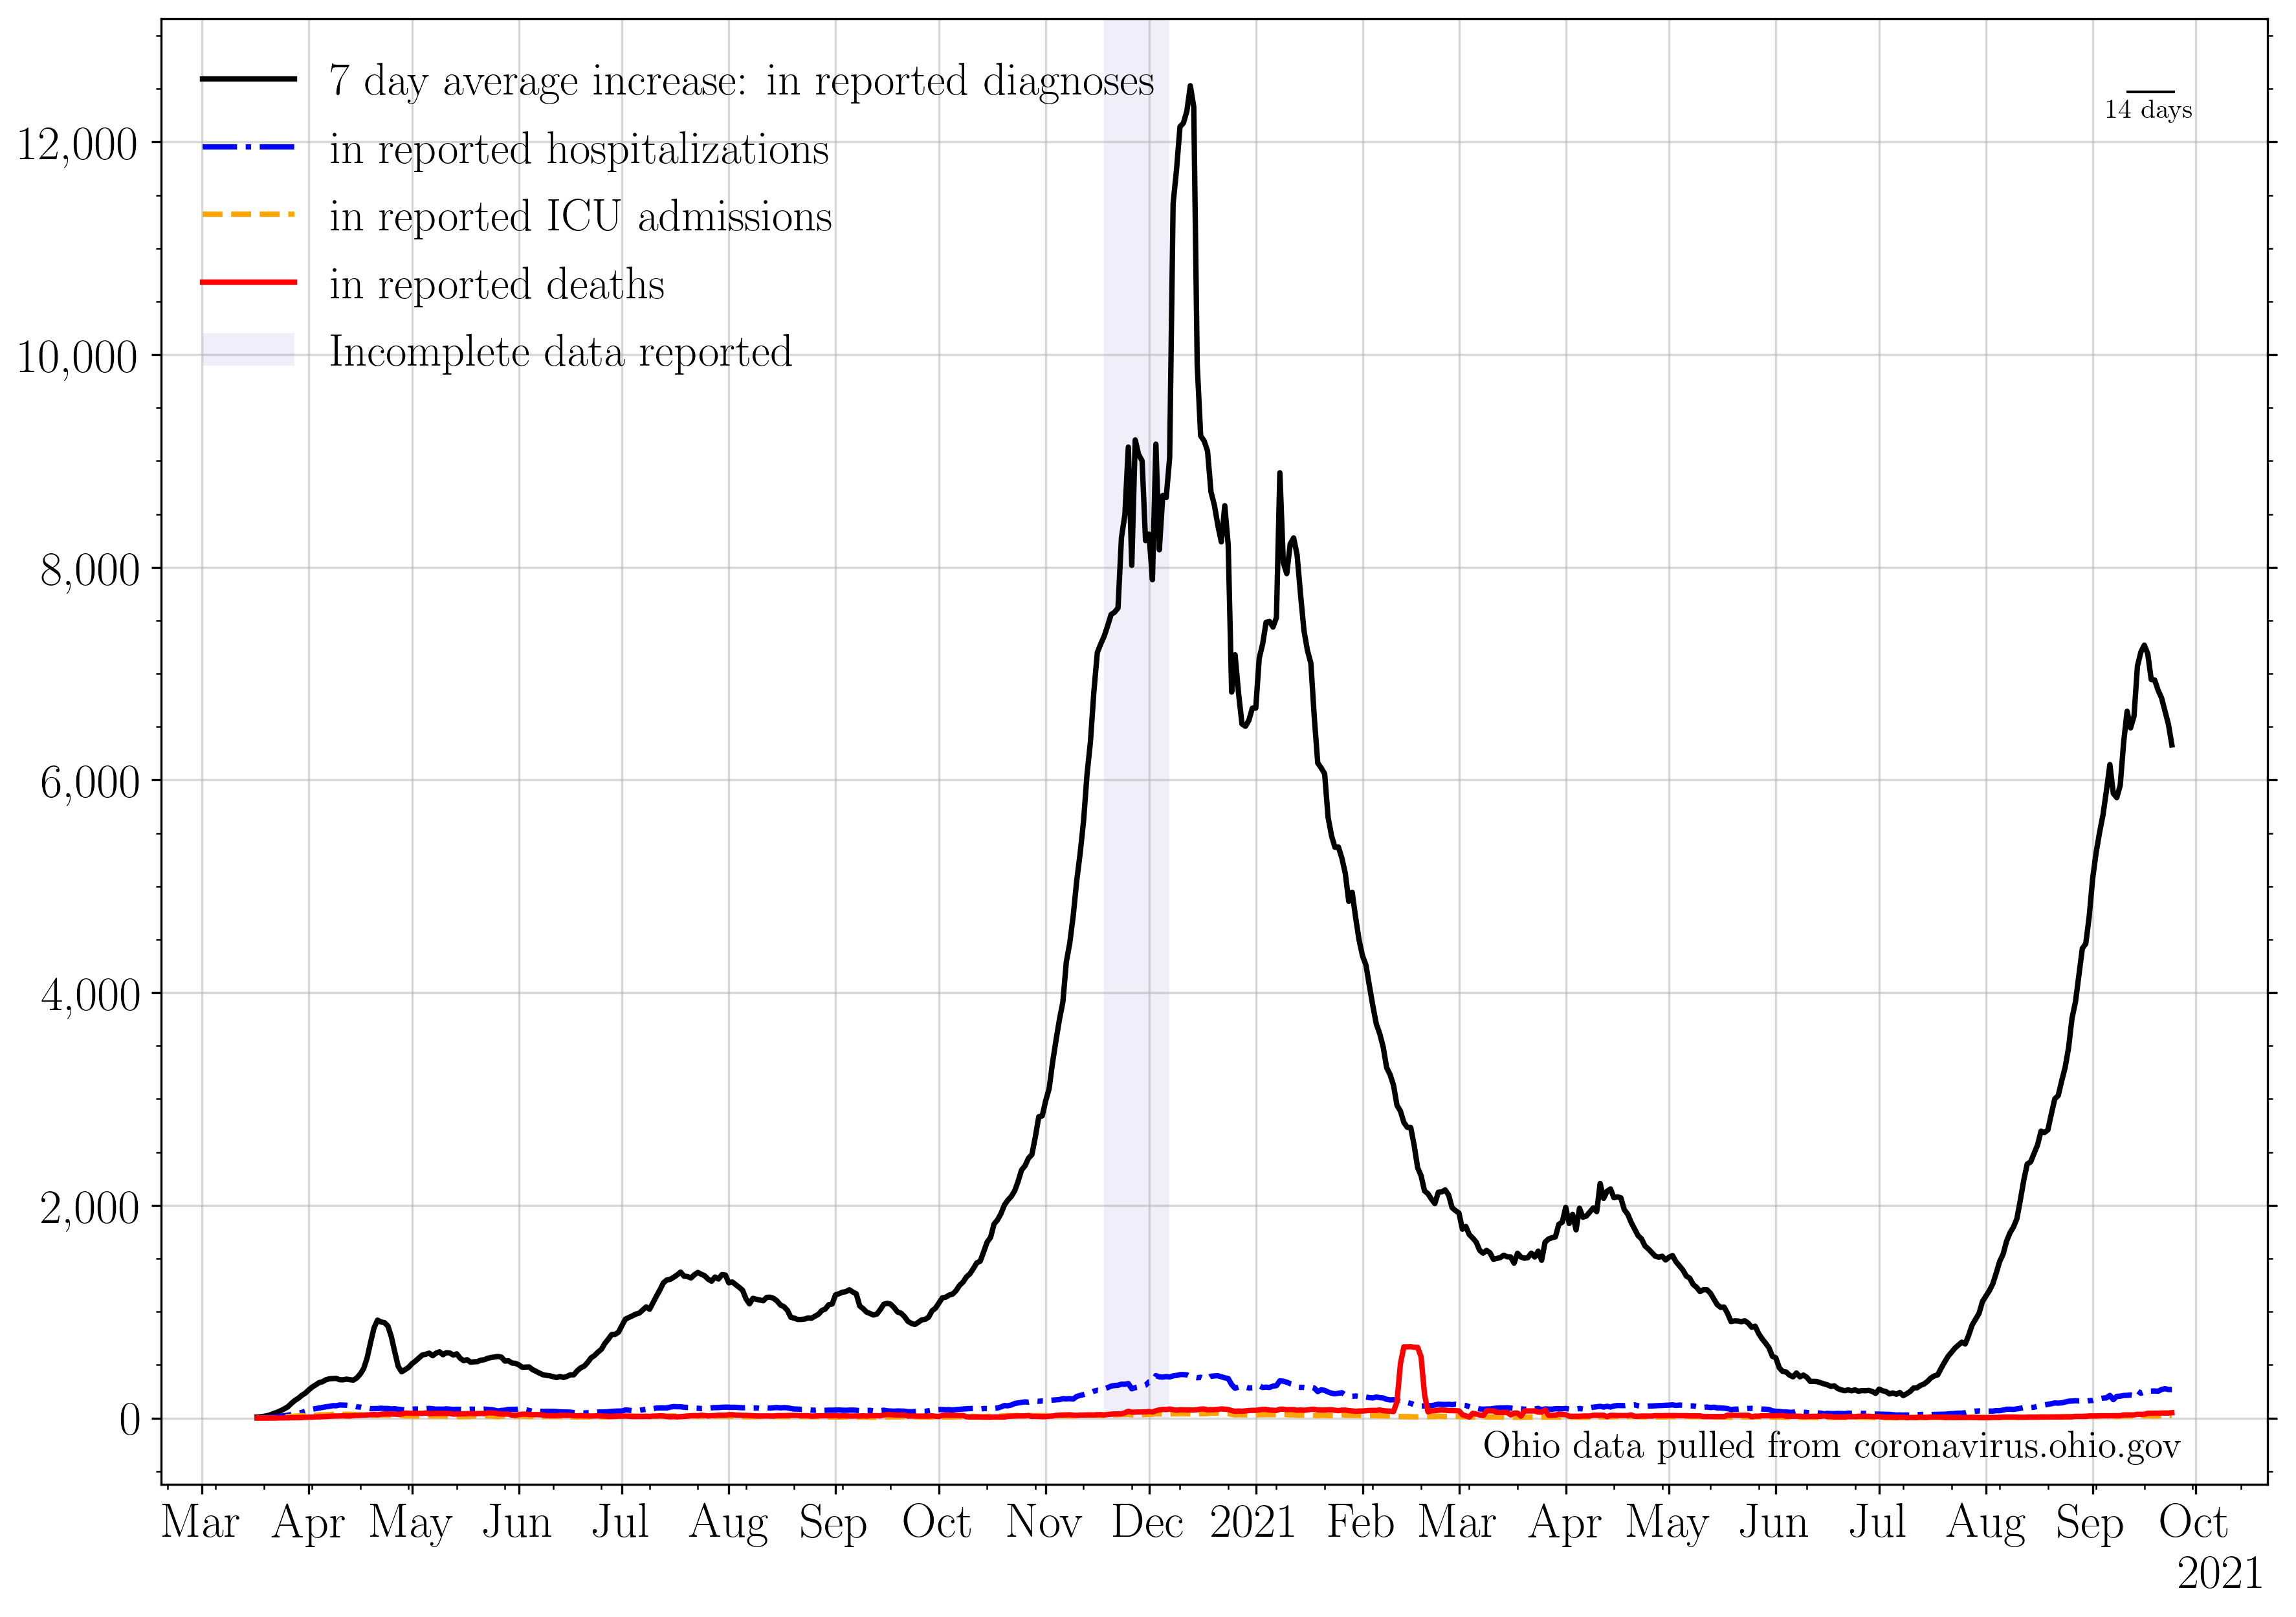 7 day average increase: in reported diagnoses
in reported hospitalizations
in reported ICU admissions
in reported deaths
Incomplete data reported
14 days
12,000
10,000
8,000
6,000
4,000
2,000
0
Ohio data pulled from coronavirus.ohio.gov
Mar Apr May Jun Jul Aug Sep Oct Nov Dec 2021 Feb Mar Apr May Jun Jul Aug Sep Oct
2021